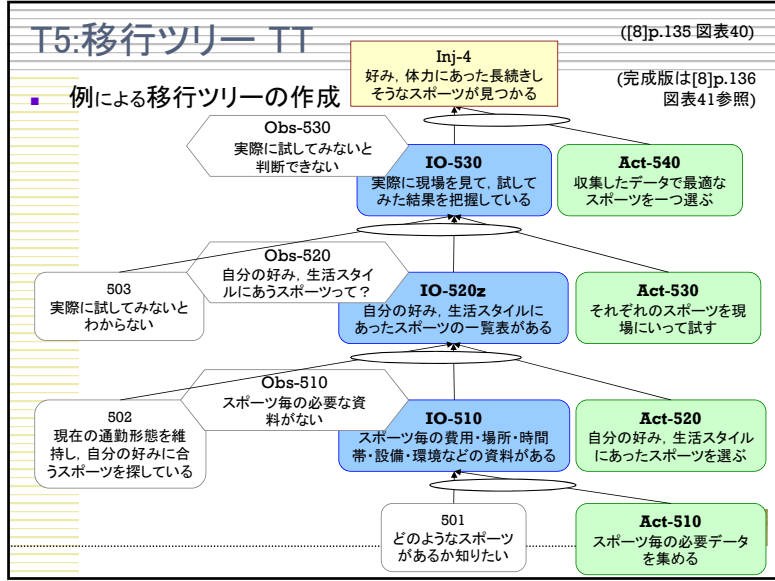 T5:移行ツリー TT
([8]p.135 図表40)
Inj-4
好み，体力にあった長続きし
そうなスポーツが見つかる
(完成版は[8]p.136
図表41参照)
例による移行ツリーの作成
Obs-530
実際に試してみないと
判断できない
IO-530
実際に現場を見て，試して
みた結果を把握している
Act-540
収集したデータで最適な
スポーツを一つ選ぶ
Obs-520
自分の好み，生活スタイ
ルにあうスポーツって？
503
実際に試してみないと
わからない
IO-520z
自分の好み，生活スタイルに
あったスポーツの一覧表がある
Act-530
それぞれのスポーツを現
場にいって試す
Obs-510
スポーツ毎の必要な資
料がない
502
現在の通勤形態を維
持し，自分の好みに合
うスポーツを探している
IO-510
スポーツ毎の費用・場所・時間
帯・設備・環境などの資料がある
Act-520
自分の好み，生活スタイル
にあったスポーツを選ぶ
501
どのようなスポーツ
があるか知りたい
Act-510
スポーツ毎の必要データ
を集める